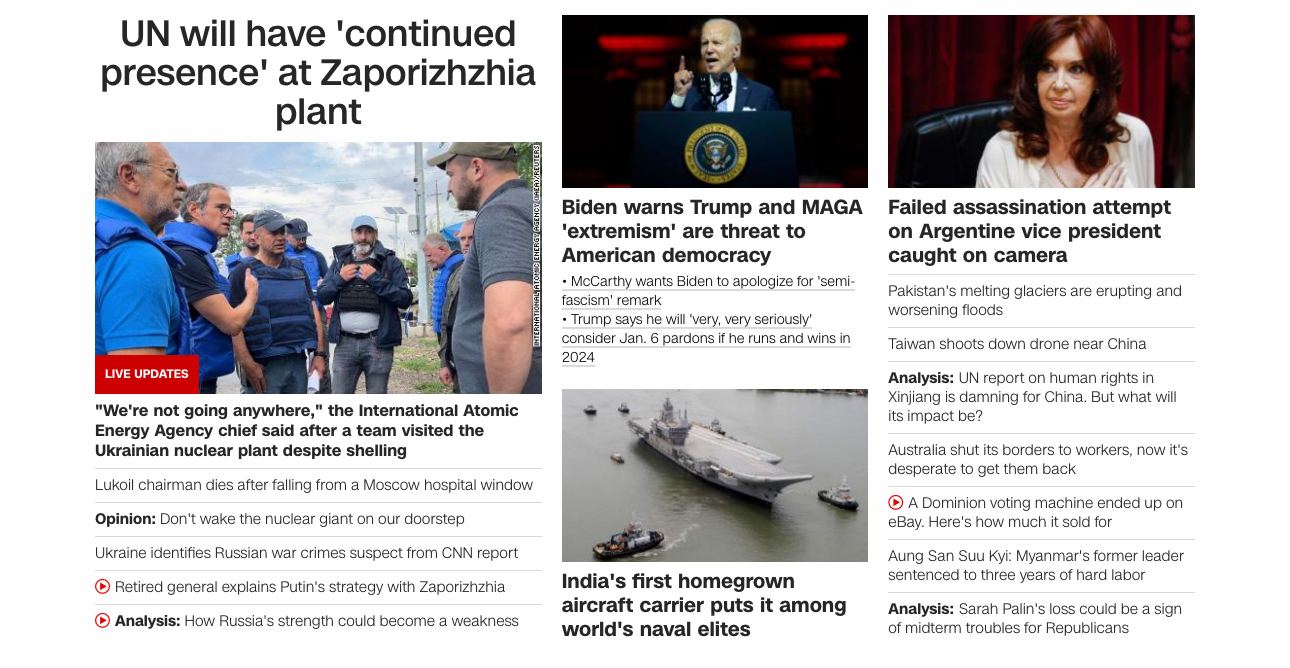 UN will have 'continued
presence' at Zaporizhzhia
plant
INTERNATIONAL ATOMIC ENERGY AGENCY (IAEA)/REUTERS
LIVE UPDATES
"We're not going anywhere," the International Atomic
Energy Agency chief said after a team visited the
Ukrainian nuclear plant despite shelling
Lukoil chairman dies after falling from a Moscow hospital window
Opinion: Don't wake the nuclear giant on our doorstep
Ukraine identifies Russian war crimes suspect from CNN report
Retired general explains Putin's strategy with Zaporizhzhia
Analysis: How Russia's strength could become a weakness
Biden warns Trump and MAGA
'extremism' are threat to
American democracy
• McCarthy wants Biden to apologize for 'semi-
fascism' remark
• Trump says he will 'very, very seriously'
consider Jan. 6 pardons if he runs and wins in
2024
India's first homegrown
aircraft carrier puts it among
world's naval elites
Failed assassination attempt
on Argentine vice president
caught on camera
Pakistan's melting glaciers are erupting and
worsening floods
Taiwan shoots down drone near China
Analysis: UN report on human rights in
Xinjiang is damning for China. But what will
its impact be?
Australia shut its borders to workers, now it's
desperate to get them back
A Dominion voting machine ended up on
eBay. Here's how much it sold for
Aung San Suu Kyi: Myanmar's former leader
sentenced to three years of hard labor
Analysis: Sarah Palin's loss could be a sign
of midterm troubles for Republicans